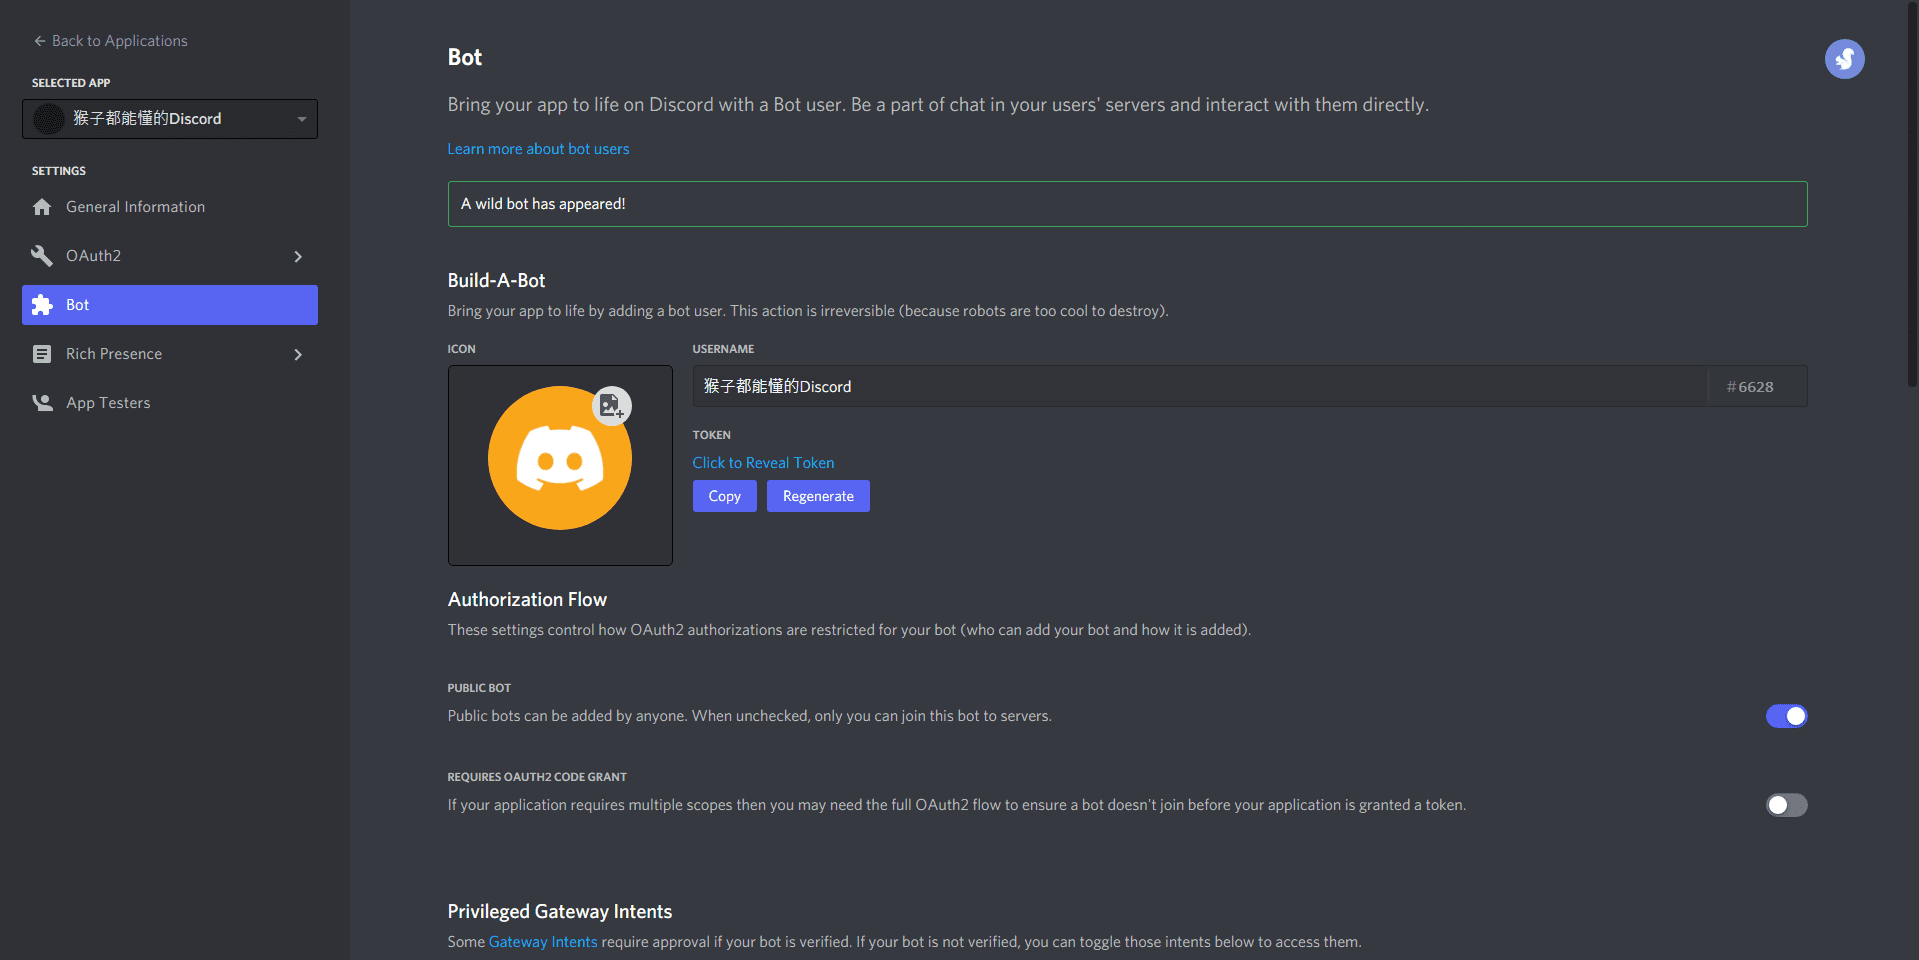 Back to Applications
SELECTED APP
猴子都能懂的Discord
SETTINGS
General Information
OAuth2
Bot
Rich Presence
App Testers
Bot
Bring your app to life on Discord with a Bot user. Be a part of chat in your users' servers and interact with them directly.
Learn more about bot users
A wild bot has appeared!
Build-A-Bot
Bring your app to life by adding a bot user. This action is irreversible (because robots are too cool to destroy).
ICON
USERNAME
猴子都能懂的Discord
#6628
TOKEN
Click to Reveal Token
Copy
Regenerate
Authorization Flow
These settings control how OAuth2 authorizations are restricted for your bot (who can add your bot and how it is added).
PUBLIC BOT
Public bots can be added by anyone. When unchecked, only you can join this bot to servers.
REQUIRES OAUTH2 CODE GRANT
If your application requires multiple scopes then you may need the full OAuth2 flow to ensure a bot doesn't join before your application is granted a token.
Privileged Gateway Intents
Some Gateway Intents require approval if your bot is verified. If your bot is not verified, you can toggle those intents below to access them.